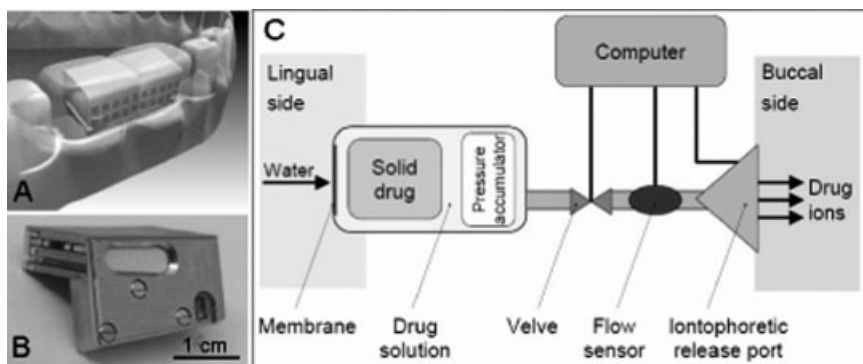 A
B
1 cm
C
Lingual
side
Water
Solid
drug
Pressure
accumulator
Computer
Buccal
side
Drug
ions
Membrane
Drug
solution
Velve
Flow
sensor
Iontophoretic
release port